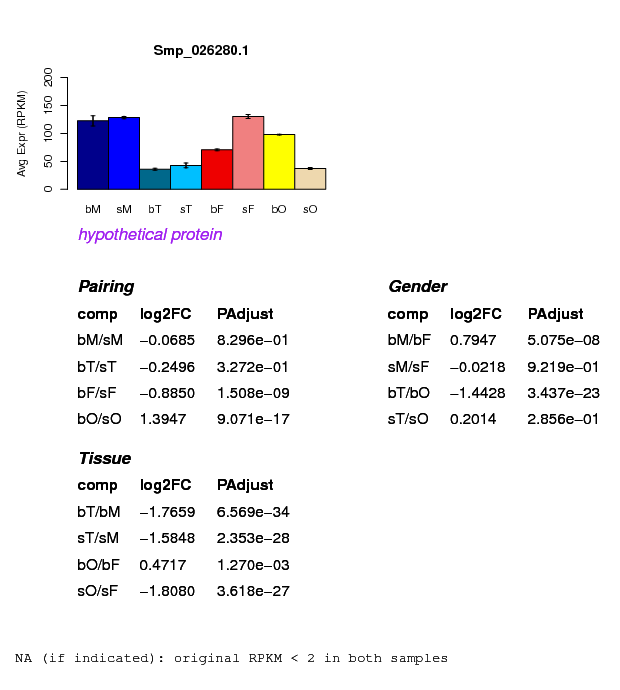 Smp_026280.1
Avg Expr (RPKM)
200
150
100
50
0
bM sM bT sT bF sF bO sO
hypothetical protein
Pairing
comp log2FC PAdjust
bM/sM −0.0685 8.296e−01
bT/sT −0.2496 3.272e−01
bF/sF −0.8850 1.508e−09
bO/sO 1.3947 9.071e−17
Gender
comp log2FC PAdjust
bM/bF 0.7947 5.075e−08
sM/sF −0.0218 9.219e−01
bT/bO −1.4428 3.437e−23
sT/sO 0.2014 2.856e−01
Tissue
comp log2FC PAdjust
bT/bM −1.7659 6.569e−34
sT/sM −1.5848 2.353e−28
bO/bF 0.4717 1.270e−03
sO/sF −1.8080 3.618e−27
NA (if indicated): original RPKM < 2 in both samples